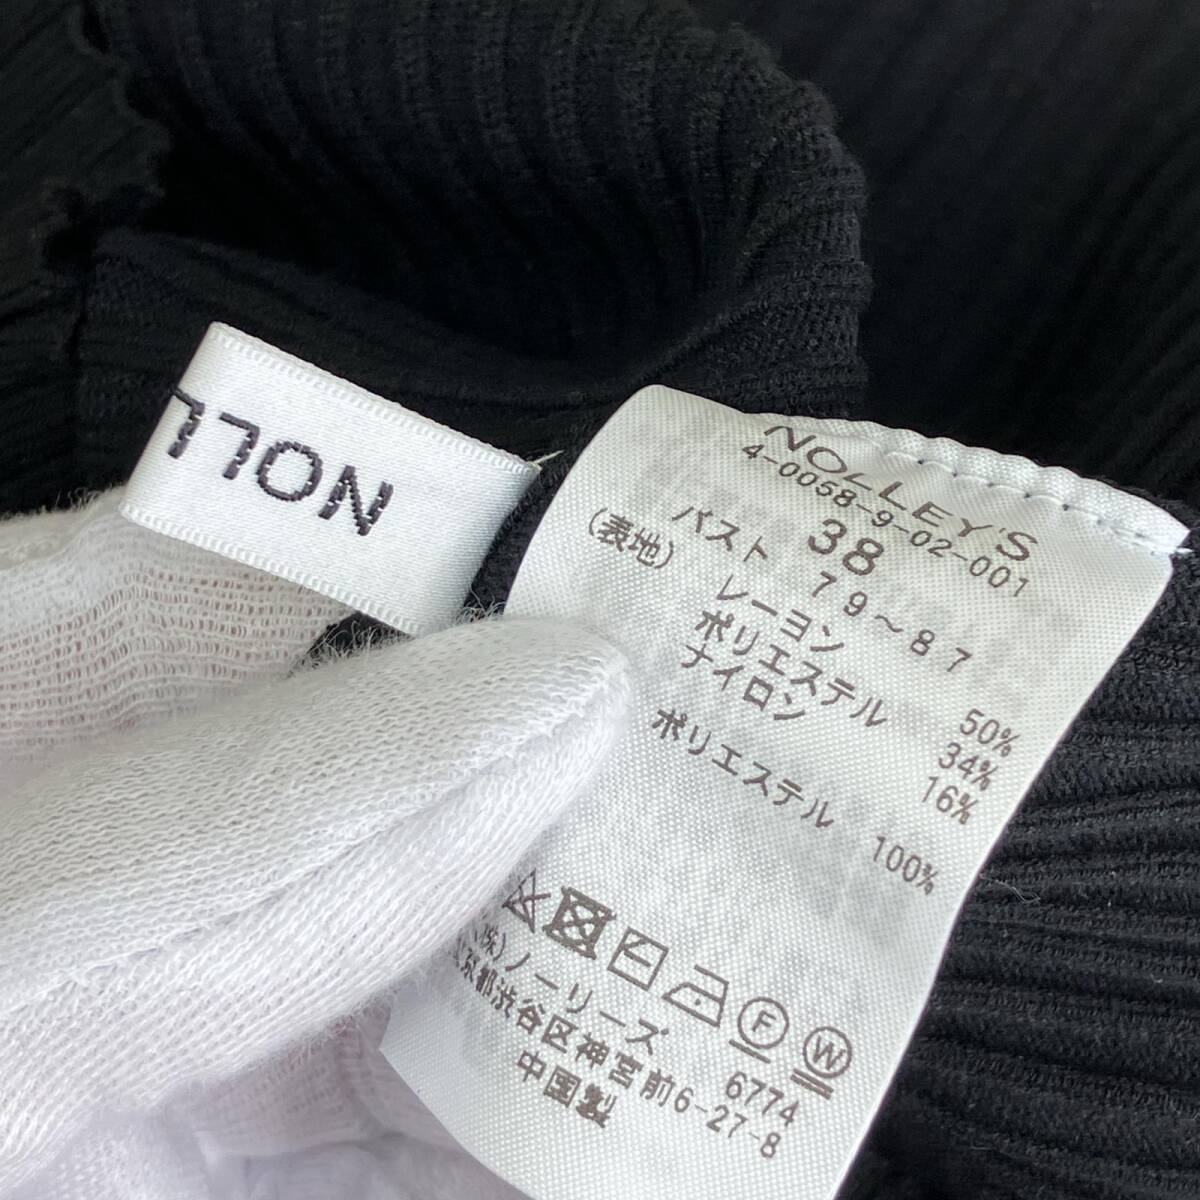 NOLL
NOLLEY'S
4-0058-9-02-001
38
バスト 79～87
(表地) レーヨン 50%
ポリエステル 34%
ナイロン 16%
ポリエステル 100%
F W
(株)ノーリーズ 6774
京都渋谷区神宮前6-27-8
中国製